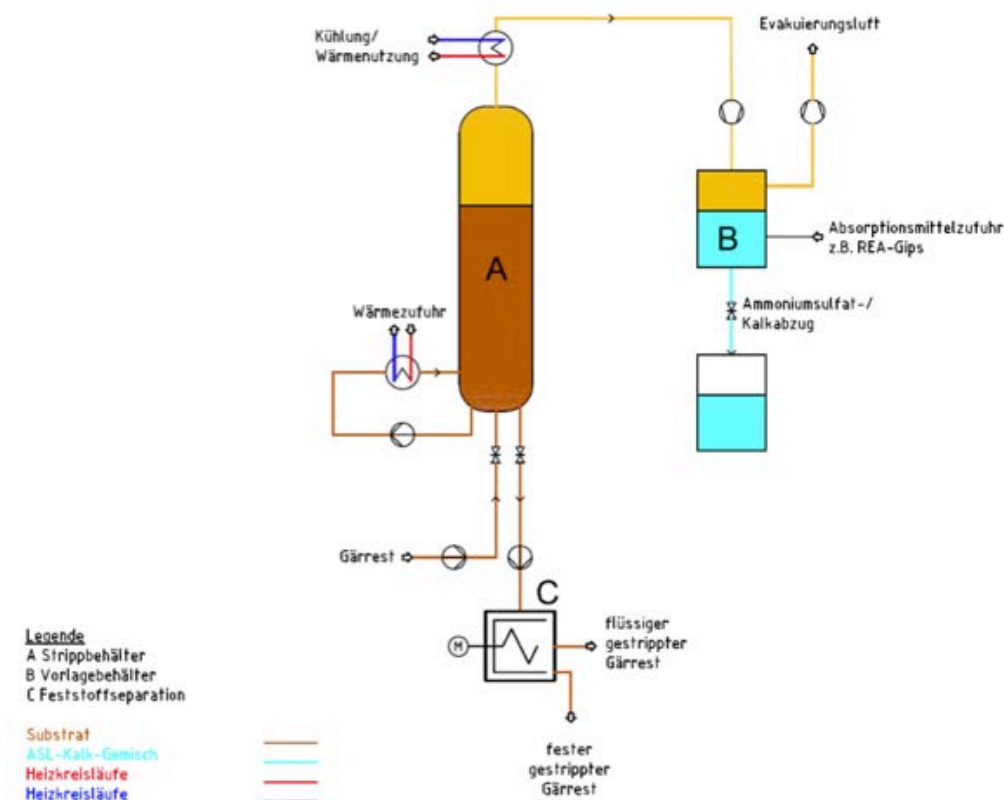 Kühlung/
Wärmenutzung
Evakuierungsluft
A
B
Absorptionsmittelzufuhr
z.B. REA-Gips
Ammoniumsulfat-/
Kalkabzug
Wärmezufuhr
Gärrest
C
M
flüssiger
gestrippter
Gärrest
fester
gestrippter
Gärrest
Legende
A Strippbehälter
B Vorlagebehälter
C Feststoffseparation
Substrat
ASL-Kalk-Gemisch
Heizkreisläufe
Heizkreisläufe